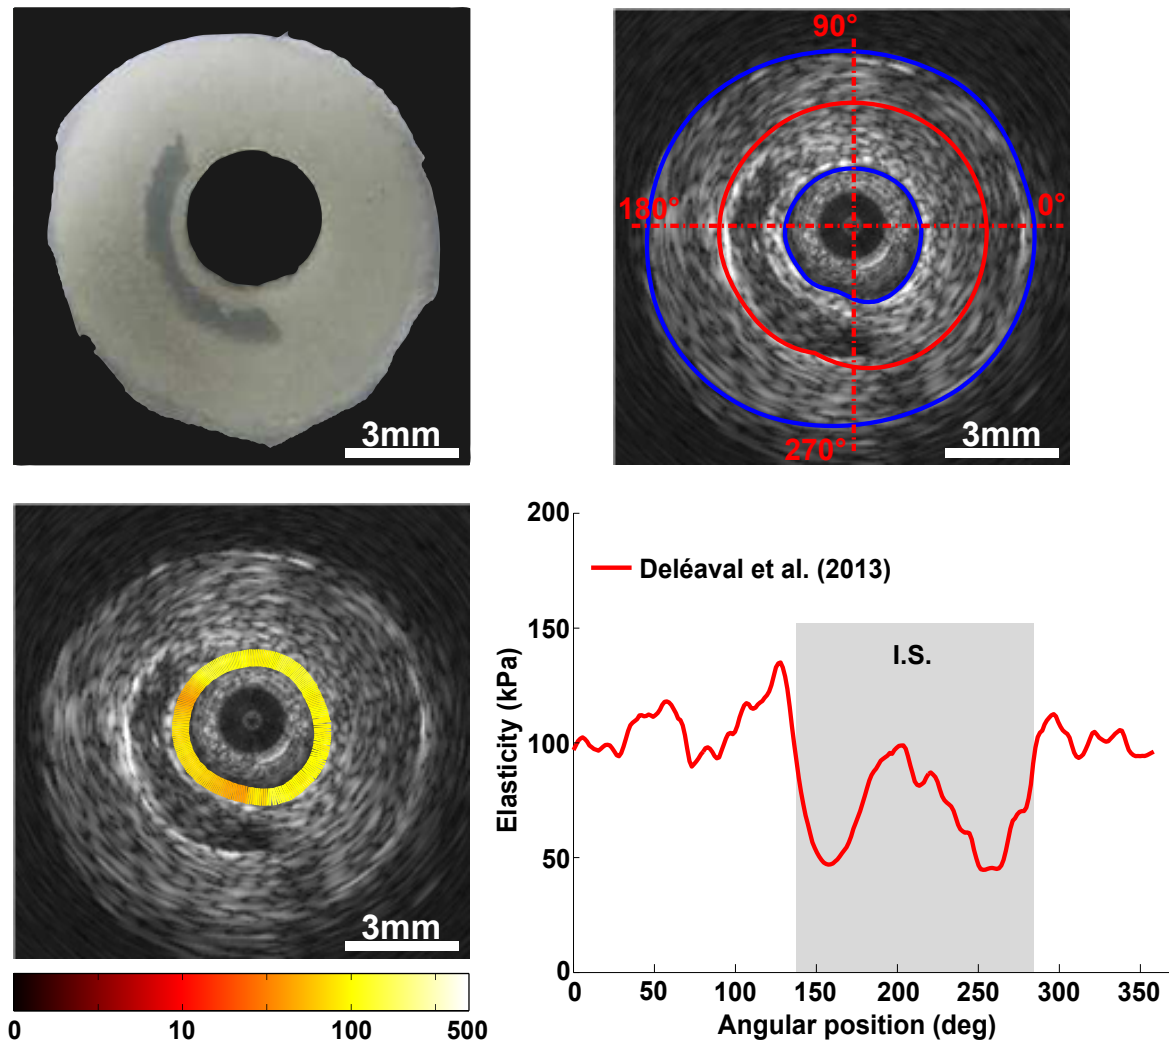 3mm
90°
180°
0°
270°
3mm
3mm
0 10 100 500
200
150
100
50
0
Elasticity (kPa)
Deléaval et al. (2013)
I.S.
0 50 100 150 200 250 300 350
Angular position (deg)